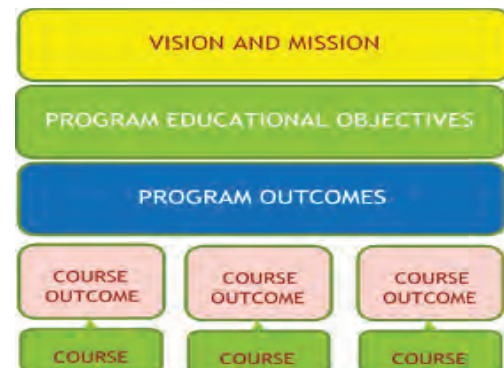 VISION AND MISSION
PROGRAM EDUCATIONAL OBJECTIVES
PROGRAM OUTCOMES
COURSE
OUTCOME
COURSE
OUTCOME
COURSE
OUTCOME
COURSE
COURSE
COURSE